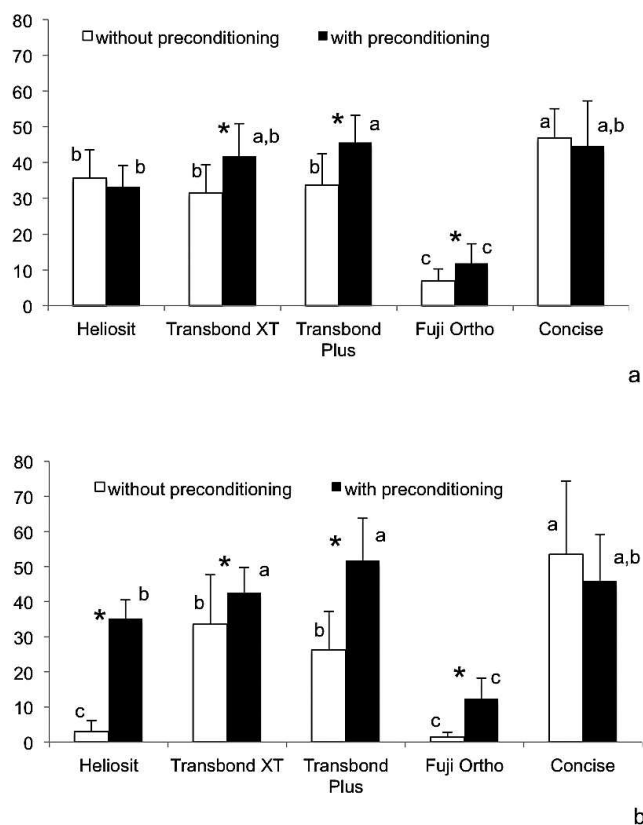 80
without preconditioning with preconditioning
70
60
* a
* a,b a a,b
50
b b b b
40
30
20
* c
c
10
0
Heliosit Transbond XT Transbond Plus Fuji Ortho Concise
a
80
without preconditioning with preconditioning
70
60
a
* a
* a a,b
50
b
*
40
b b
30
20
* c
10
c c
0
Heliosit Transbond XT Transbond Plus Fuji Ortho Concise
b